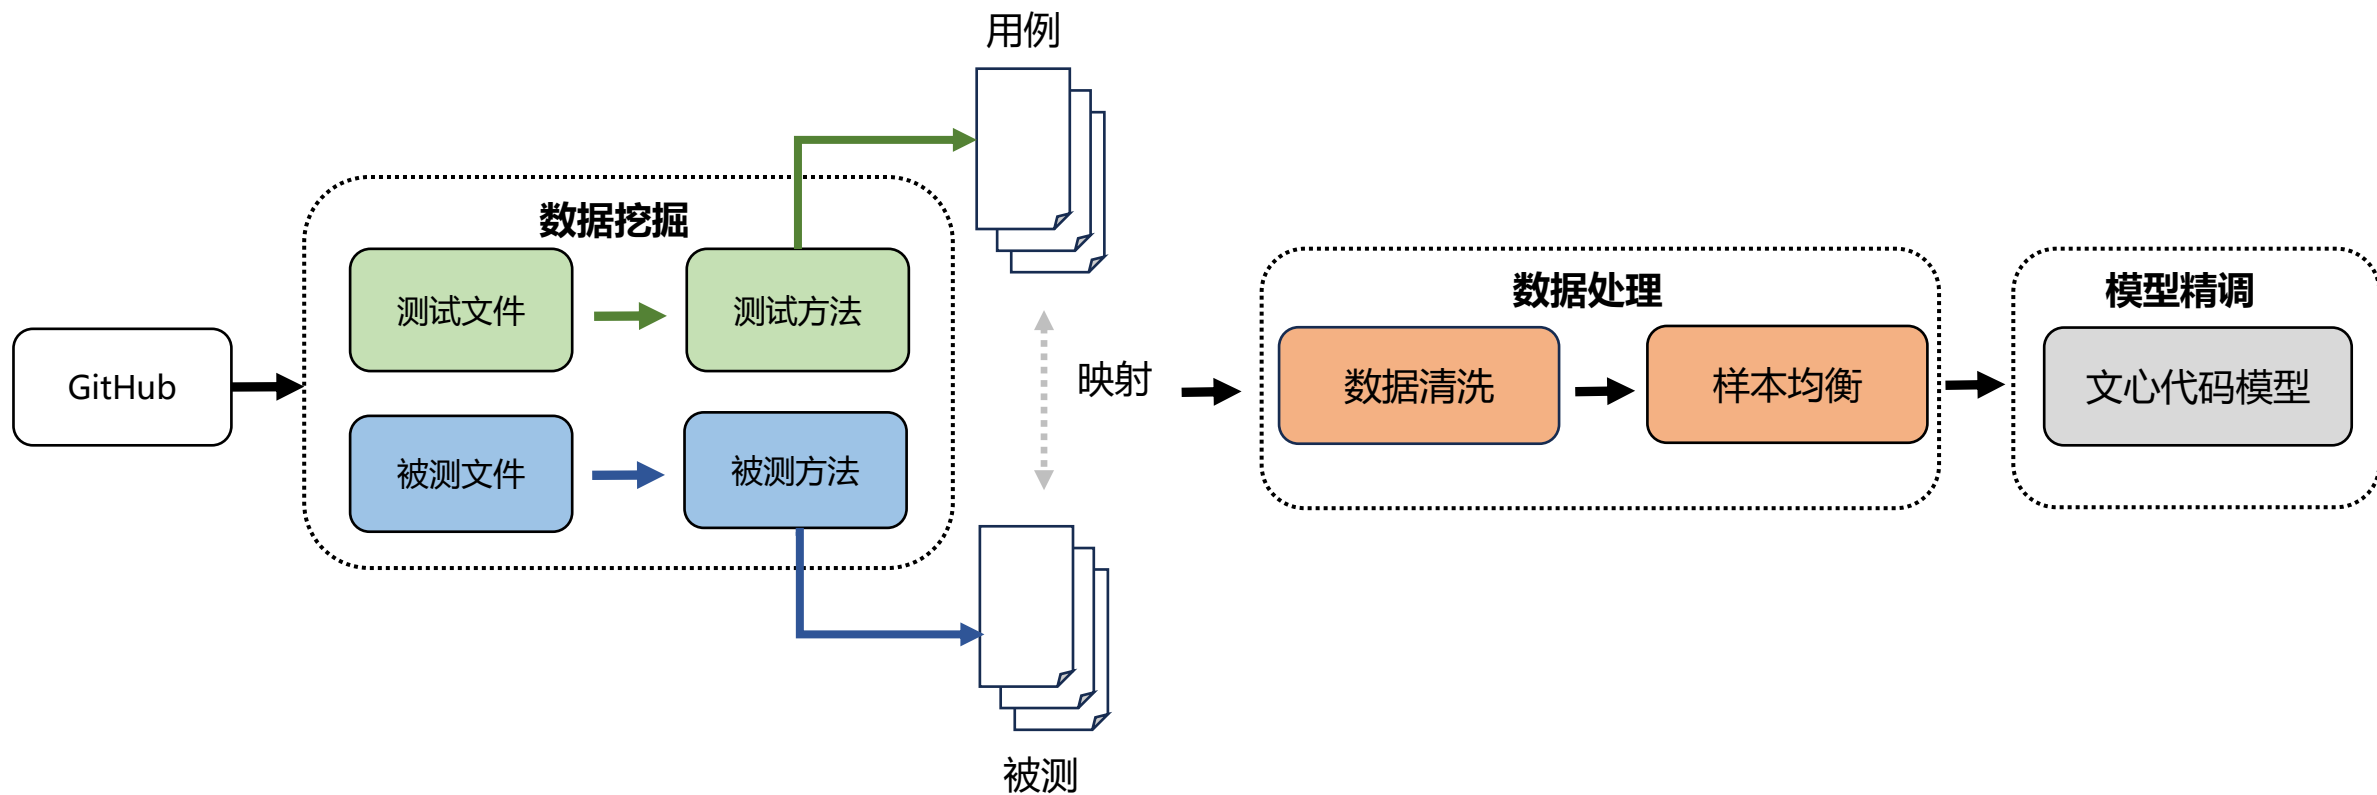 用例
数据挖掘
测试文件
测试方法
GitHub
被测文件
被测方法
映射
被测
数据处理
数据清洗
样本均衡
模型精调
文心代码模型